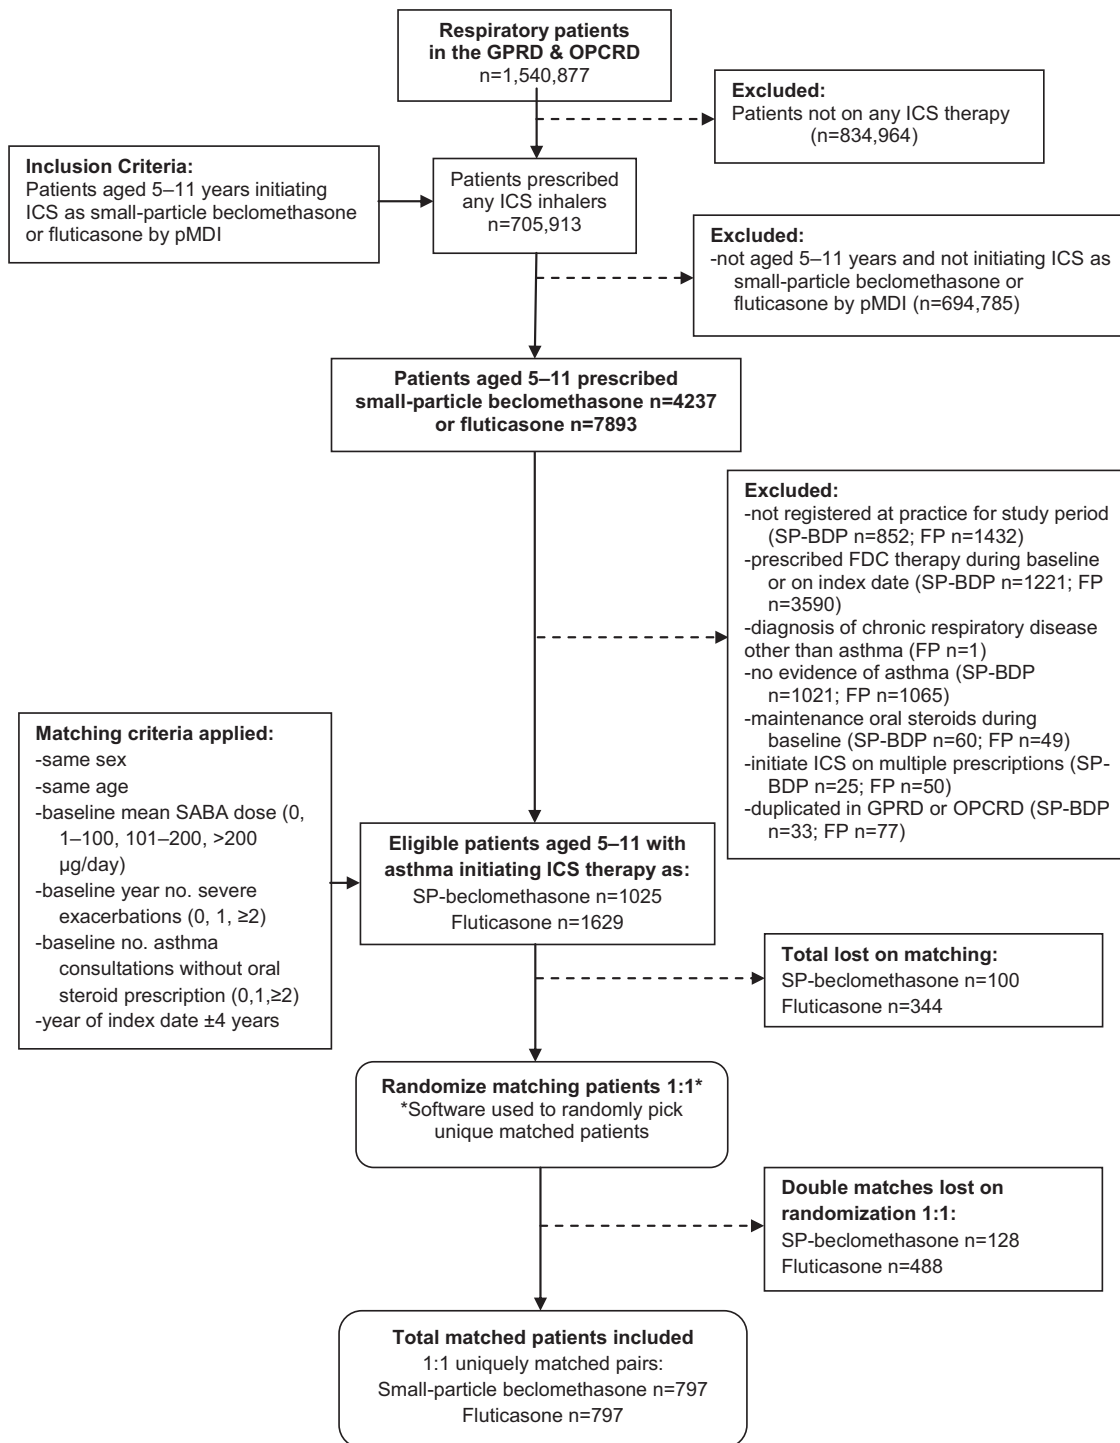 Respiratory patients
in the GPRD & OPCRD
n=1,540,877
Excluded:
Patients not on any ICS therapy
(n=834,964)
Inclusion Criteria:
Patients aged 5–11 years initiating
ICS as small-particle beclomethasone
or fluticasone by pMDI
Patients prescribed
any ICS inhalers
n=705,913
Excluded:
-not aged 5–11 years and not initiating ICS as
small-particle beclomethasone or
fluticasone by pMDI (n=694,785)
Patients aged 5–11 prescribed
small-particle beclomethasone n=4237
or fluticasone n=7893
Excluded:
-not registered at practice for study period
(SP-BDP n=852; FP n=1432)
-prescribed FDC therapy during baseline
or on index date (SP-BDP n=1221; FP
n=3590)
-diagnosis of chronic respiratory disease
other than asthma (FP n=1)
-no evidence of asthma (SP-BDP
n=1021; FP n=1065)
-maintenance oral steroids during
baseline (SP-BDP n=60; FP n=49)
-initiate ICS on multiple prescriptions (SP-
BDP n=25; FP n=50)
-duplicated in GPRD or OPCRD (SP-BDP
n=33; FP n=77)
Matching criteria applied:
-same sex
-same age
-baseline mean SABA dose (0,
1–100, 101–200, >200
µg/day)
-baseline year no. severe
exacerbations (0, 1, ≥2)
-baseline no. asthma
consultations without oral
steroid prescription (0,1,≥2)
-year of index date ±4 years
Eligible patients aged 5–11 with
asthma initiating ICS therapy as:
SP-beclomethasone n=1025
Fluticasone n=1629
Total lost on matching:
SP-beclomethasone n=100
Fluticasone n=344
Randomize matching patients 1:1*
*Software used to randomly pick
unique matched patients
Double matches lost on
randomization 1:1:
SP-beclomethasone n=128
Fluticasone n=488
Total matched patients included
1:1 uniquely matched pairs:
Small-particle beclomethasone n=797
Fluticasone n=797